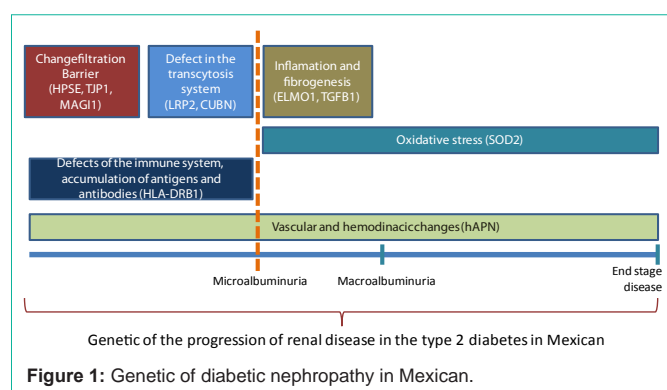 Changefiltration
Barrier
(HPSE, TJP1,
MAGI1)
Defect in the
transcytosis
system
(LRP2, CUBN)
Inflamation and
fibrogenesis
(ELMO1, TGFB1)
Oxidative stress (SOD2)
Defects of the immune system,
accumulation of antigens and
antibodies (HLA-DRB1)
Vascular and hemodinacicchanges (hAPN)
Microalbuminuria
Macroalbuminuria
End stage
disease
Genetic of the progression of renal disease in the type 2 diabetes in Mexican
Figure 1: Genetic of diabetic nephropathy in Mexican.